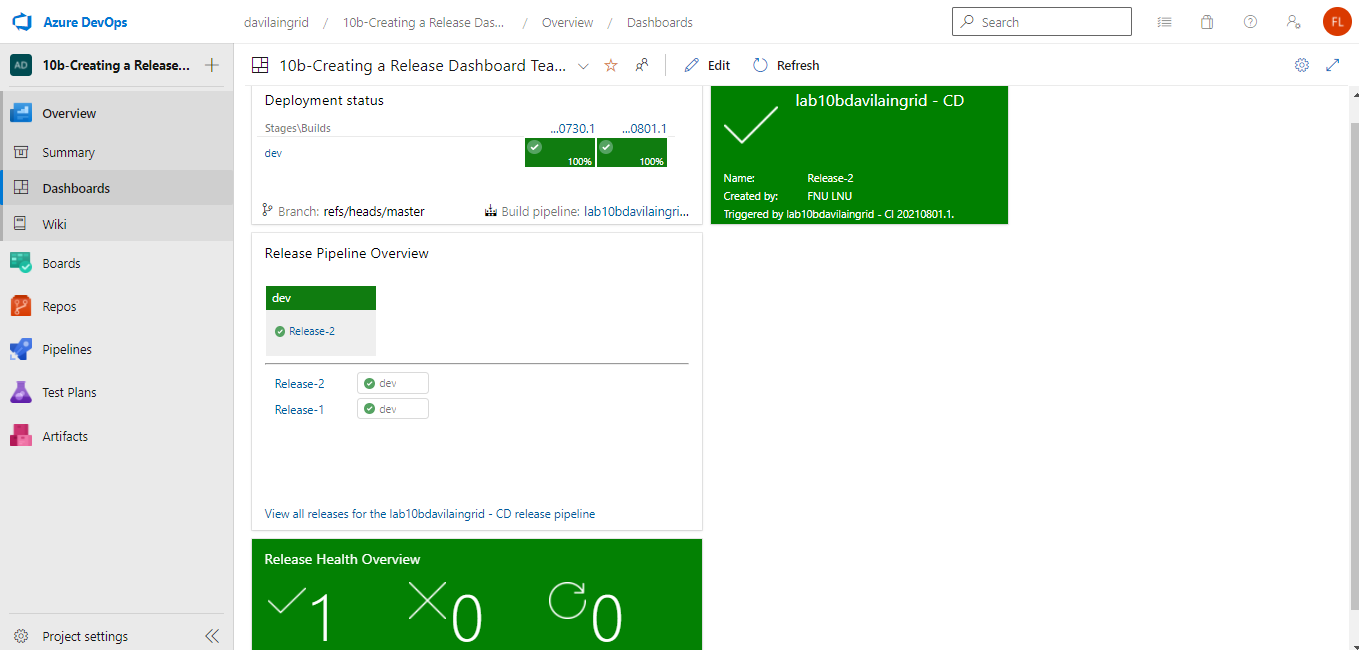 Azure DevOps
davilaingrid / 10b-Creating a Release Das... / Overview / Dashboards
Search
FL
AD 10b-Creating a Release...
Overview
Summary
Dashboards
Wiki
Boards
Repos
Pipelines
Test Plans
Artifacts
Project settings
10b-Creating a Release Dashboard Tea...
Edit
Refresh
Deployment status
Stages\Builds ...0730.1 ...0801.1
dev 100% 100%
Branch: refs/heads/master Build pipeline: lab10bdavilaingri...
lab10bdavilaingrid - CD
Name: Release-2
Created by: FNU LNU
Triggered by lab10bdavilaingrid - CI 20210801.1.
Release Pipeline Overview
dev
Release-2
Release-2 dev
Release-1 dev
View all releases for the lab10bdavilaingrid - CD release pipeline
Release Health Overview
1 0 0